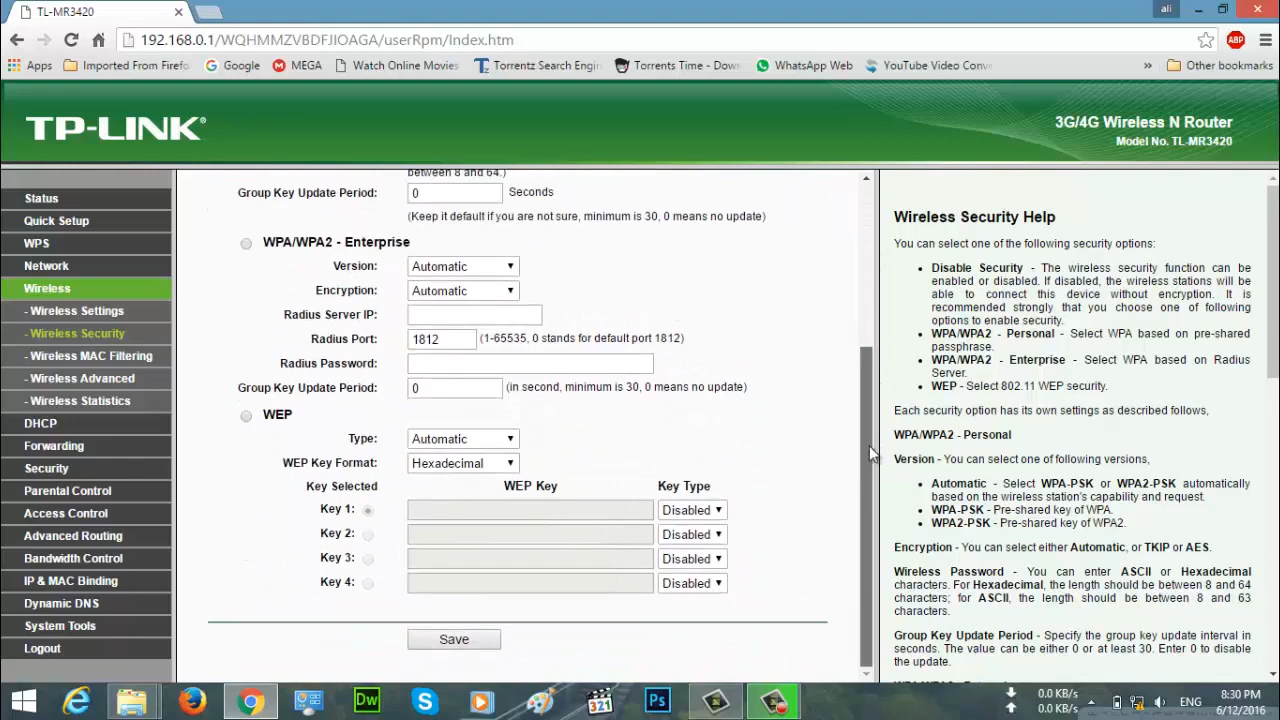 TL-MR3420
ali
192.168.0.1/WQHMMZVBDFJIOAGA/userRpm/Index.htm
ABP
Apps Imported From Firefo Google MEGA Watch Online Movies Torrentz Search Engin Torrents Time - Down WhatsApp Web YouTube Video Conve » Other bookmarks
TP-LINK
3G/4G Wireless N Router
Model No. TL-MR3420
Status
Quick Setup
WPS
Network
Wireless
- Wireless Settings
- Wireless Security
- Wireless MAC Filtering
- Wireless Advanced
- Wireless Statistics
DHCP
Forwarding
Security
Parental Control
Access Control
Advanced Routing
Bandwidth Control
IP & MAC Binding
Dynamic DNS
System Tools
Logout
between 8 and 64.)
Group Key Update Period: 0 Seconds
(Keep it default if you are not sure, minimum is 30, 0 means no update)
WPA/WPA2 - Enterprise
Version: Automatic
Encryption: Automatic
Radius Server IP:
Radius Port: 1812 (1-65535, 0 stands for default port 1812)
Radius Password:
Group Key Update Period: 0 (in second, minimum is 30, 0 means no update)
WEP
Type: Automatic
WEP Key Format: Hexadecimal
Key Selected WEP Key Key Type
Key 1: Disabled
Key 2: Disabled
Key 3: Disabled
Key 4: Disabled
Save
Wireless Security Help
You can select one of the following security options:
• Disable Security - The wireless security function can be
enabled or disabled. If disabled, the wireless stations will be
able to connect this device without encryption. It is
recommended strongly that you choose one of following
options to enable security.
• WPA/WPA2 - Personal - Select WPA based on pre-shared
passphrase.
• WPA/WPA2 - Enterprise - Select WPA based on Radius
Server.
• WEP - Select 802.11 WEP security.
Each security option has its own settings as described follows,
WPA/WPA2 - Personal
Version - You can select one of following versions,
• Automatic - Select WPA-PSK or WPA2-PSK automatically
based on the wireless station's capability and request.
• WPA-PSK - Pre-shared key of WPA.
• WPA2-PSK - Pre-shared key of WPA2.
Encryption - You can select either Automatic, or TKIP or AES.
Wireless Password - You can enter ASCII or Hexadecimal
characters. For Hexadecimal, the length should be between 8 and 64
characters; for ASCII, the length should be between 8 and 63
characters.
Group Key Update Period - Specify the group key update interval in
seconds. The value can be either 0 or at least 30. Enter 0 to disable
the update.
Dw
S
321
Ps
0.0 KB/s
0.0 KB/s
ENG
8:30 PM
6/12/2016